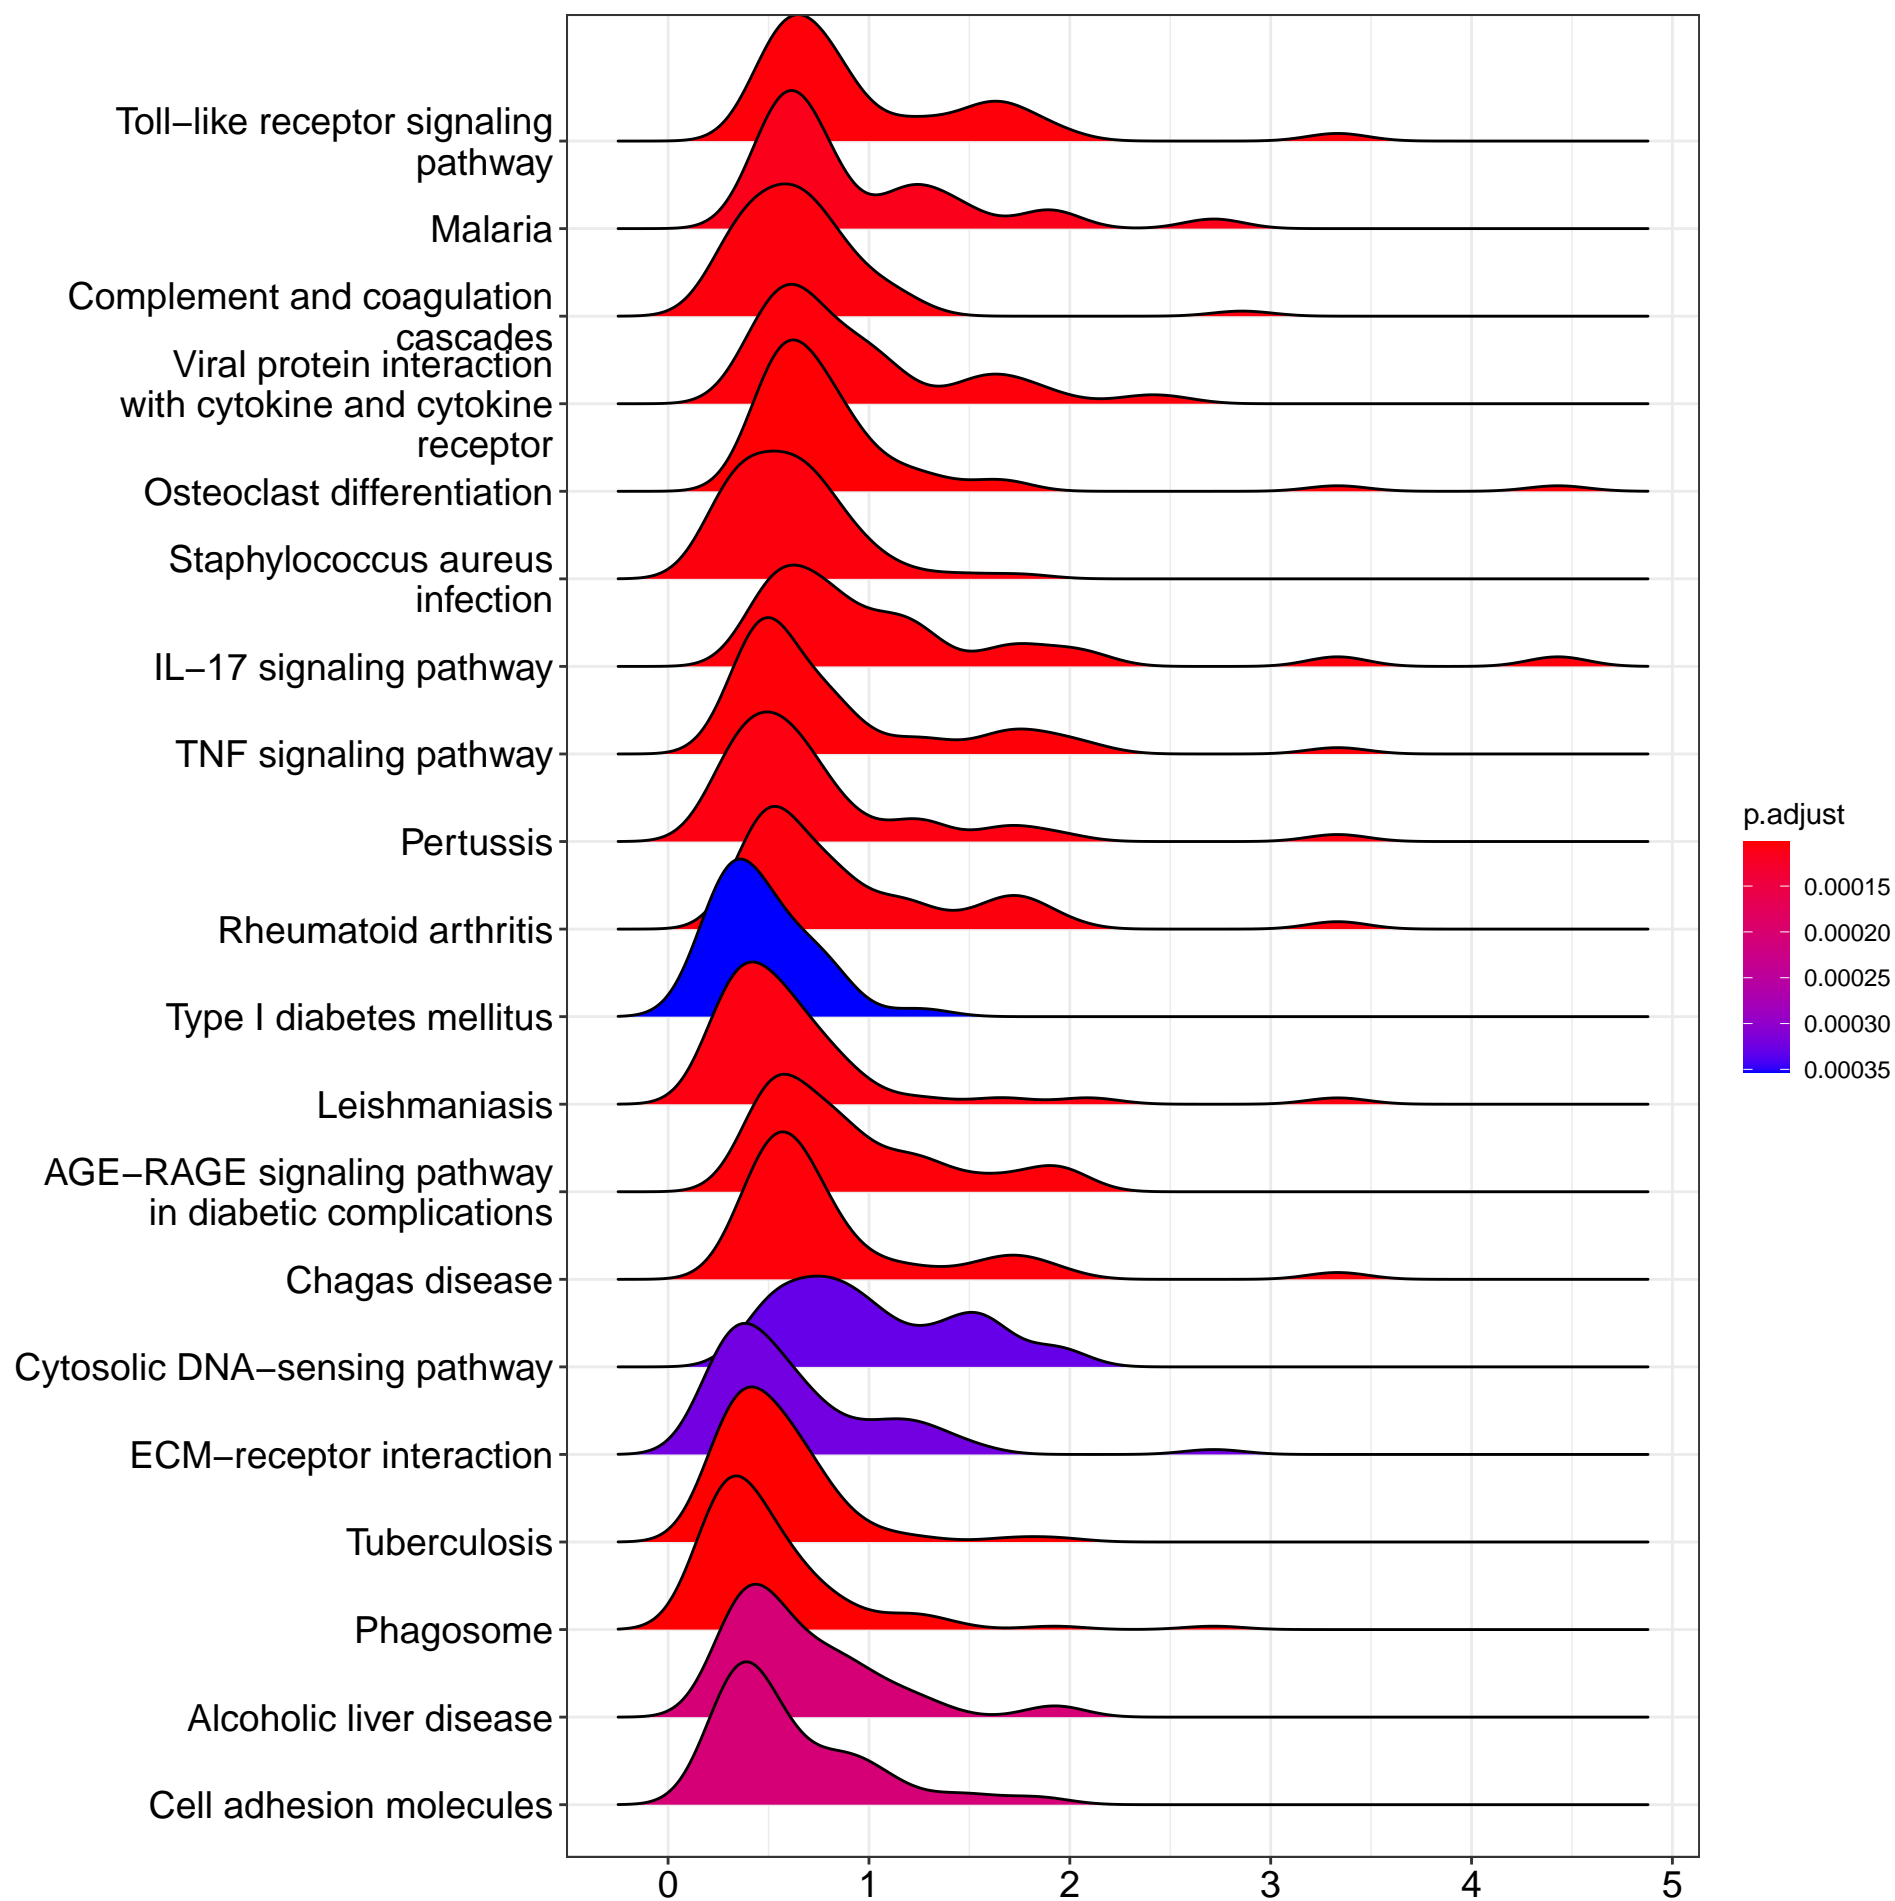 Toll−like receptor signaling
pathway
Malaria
Complement and coagulation
cascades
Viral protein interaction
with cytokine and cytokine
receptor
Osteoclast differentiation
Staphylococcus aureus
infection
IL−17 signaling pathway
TNF signaling pathway
Pertussis
Rheumatoid arthritis
Type I diabetes mellitus
Leishmaniasis
AGE−RAGE signaling pathway
in diabetic complications
Chagas disease
Cytosolic DNA−sensing pathway
ECM−receptor interaction
Tuberculosis
Phagosome
Alcoholic liver disease
Cell adhesion molecules
0 1 2 3 4 5
p.adjust
0.00015
0.00020
0.00025
0.00030
0.00035